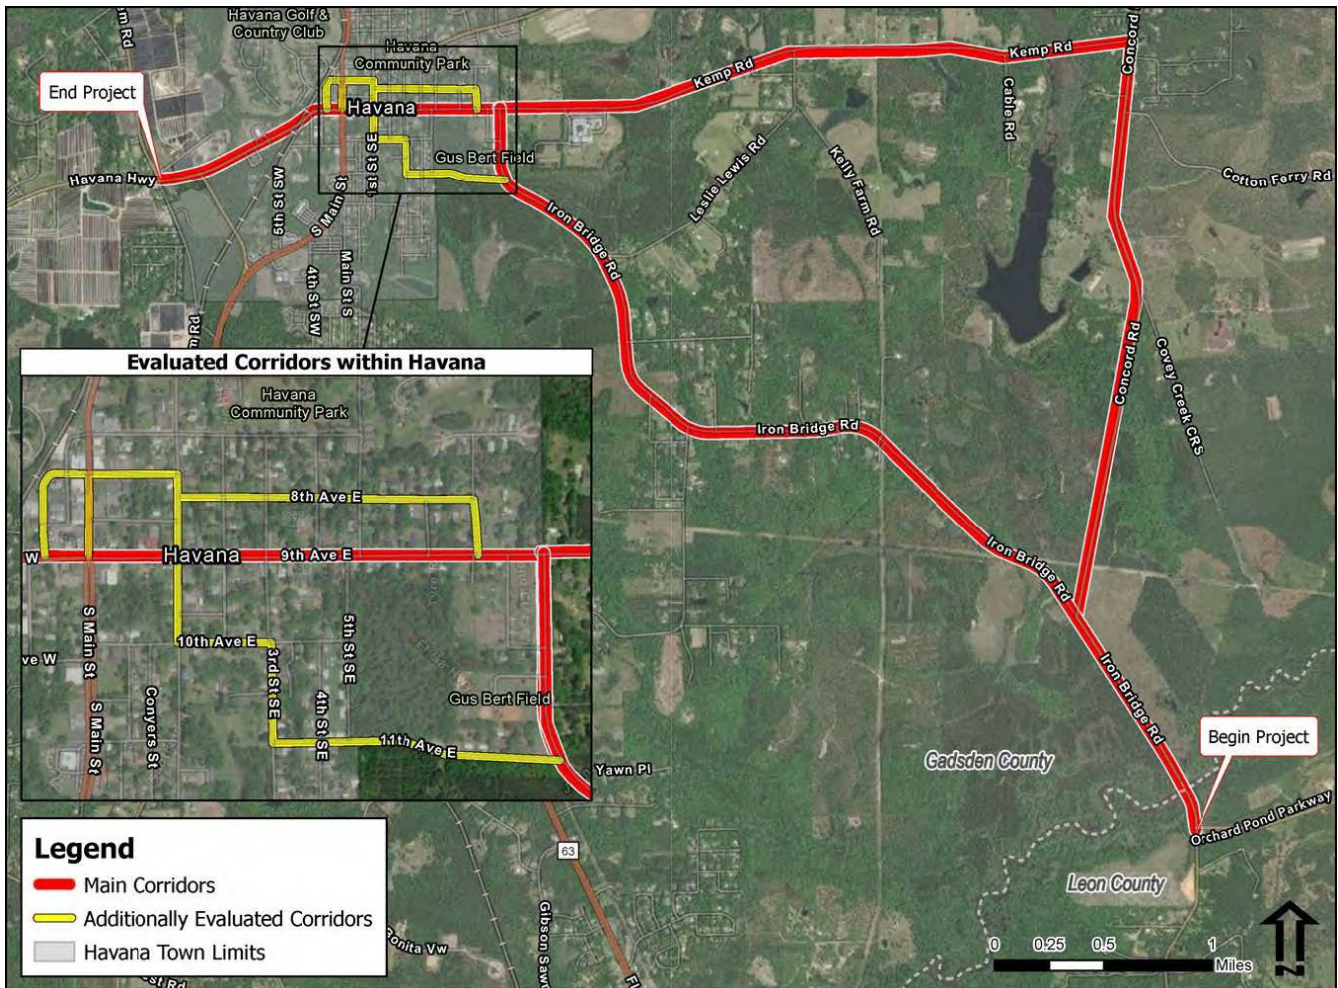 Havana Golf &
Country Club
Havana
Community Park
End Project
Havana
Kemp Rd
Kemp Rd
Concord
Cable Rd
Gus Bert Field
1st St SE
Havana Hwy
5th St SW
S Main St
Leslie Lewis Rd
Kelly Farm Rd
Cotton Ferry Rd
Iron Bridge Rd
Main St S
4th St SW
Concord Rd
Covey Creek CRS
Iron Bridge Rd
Iron Bridge Rd
Iron Bridge Rd
Begin Project
Gadsden County
Orchard Pond Parkway
Leon County
Evaluated Corridors within Havana
Havana
Community Park
8th Ave E
W
Havana
9th Ave E
S Main St
10th Ave E
5th St SE
3rd St SE
ve W
Conyers St
S Main St
4th St SE
Gus Bert Field
11th Ave E
Yawn Pl
63
Legend
Main Corridors
Additionally Evaluated Corridors
Havana Town Limits
Bonita Vw
0 0.25 0.5 1
Miles
N